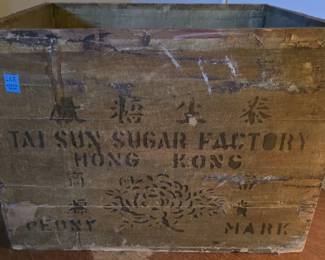 泰生糖廠
TAI SUN SUGAR FACTORY
HONG KONG
PEONY MARK